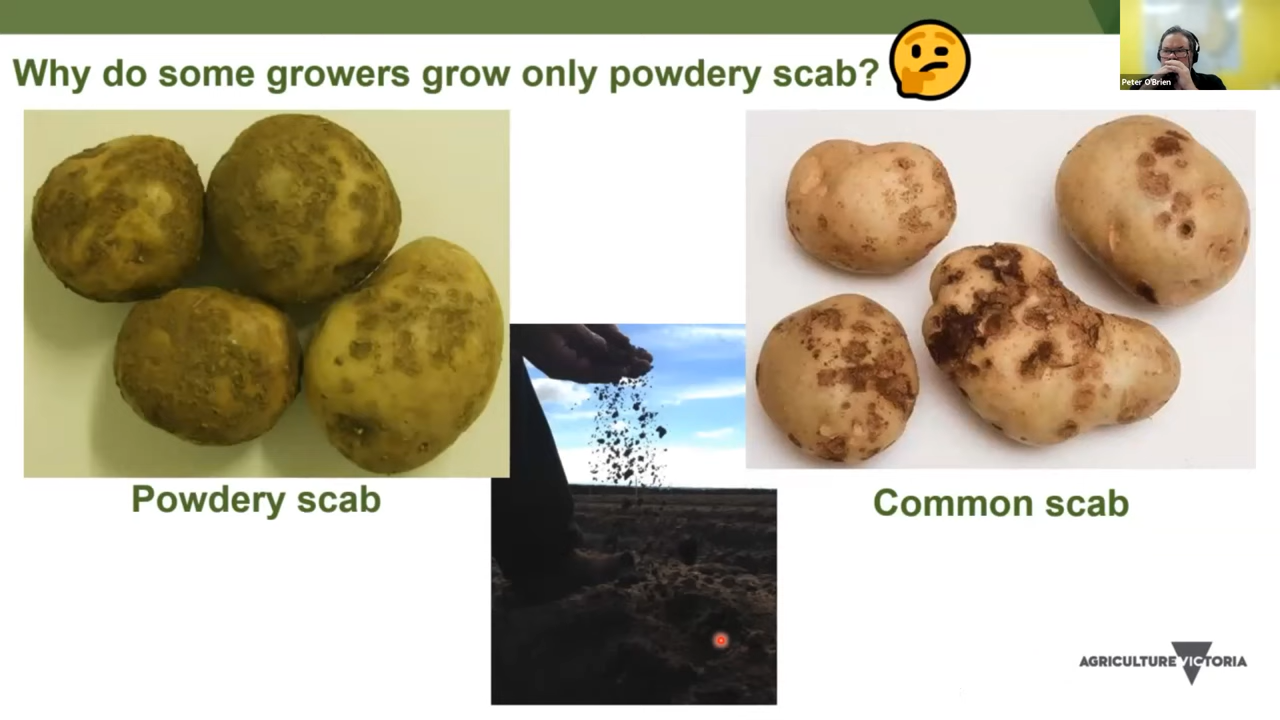 Why do some growers grow only powdery scab?
Peter O'Brien
Powdery scab
Common scab
AGRICULTURE VICTORIA